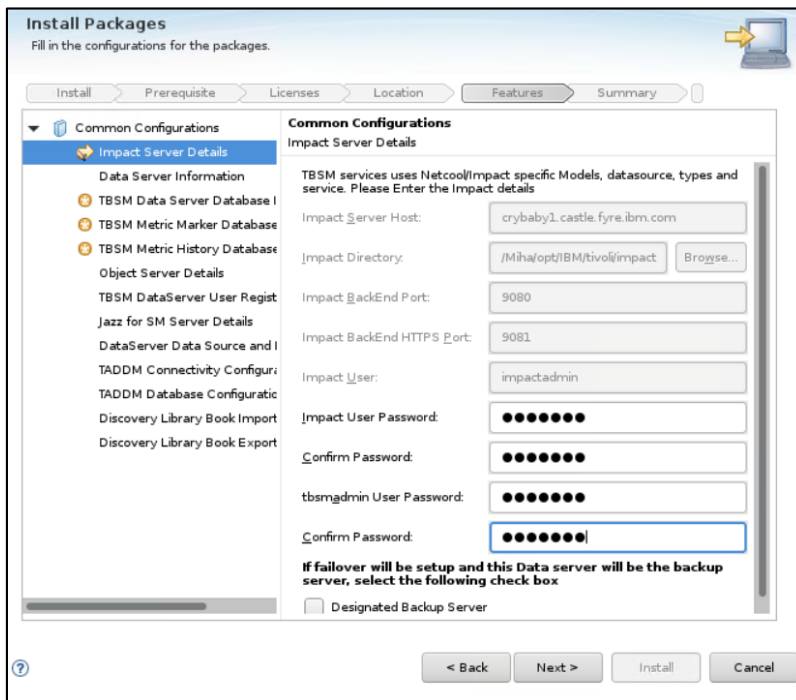 Install Packages
Fill in the configurations for the packages.
Install Prerequisite Licenses Location Features Summary
Common Configurations
Impact Server Details
Data Server Information
TBSM Data Server Database I
TBSM Metric Marker Database
TBSM Metric History Database
Object Server Details
TBSM DataServer User Regist
Jazz for SM Server Details
DataServer Data Source and I
TADDM Connectivity Configura
TADDM Database Configuratic
Discovery Library Book Import
Discovery Library Book Export
Common Configurations
Impact Server Details
TBSM services uses Netcool/Impact specific Models, datasource, types and
service. Please Enter the Impact details
Impact Server Host: crybaby1.castle.fyre.ibm.com
Impact Directory: /Miha/opt/IBM/tivoli/impact Browse...
Impact BackEnd Port: 9080
Impact BackEnd HTTPS Port: 9081
Impact User: impactadmin
Impact User Password: ●●●●●●●
Confirm Password: ●●●●●●●
tbsmadmin User Password: ●●●●●●●
Confirm Password: ●●●●●●●
If failover will be setup and this Data server will be the backup
server, select the following check box
Designated Backup Server
? < Back Next > Install Cancel